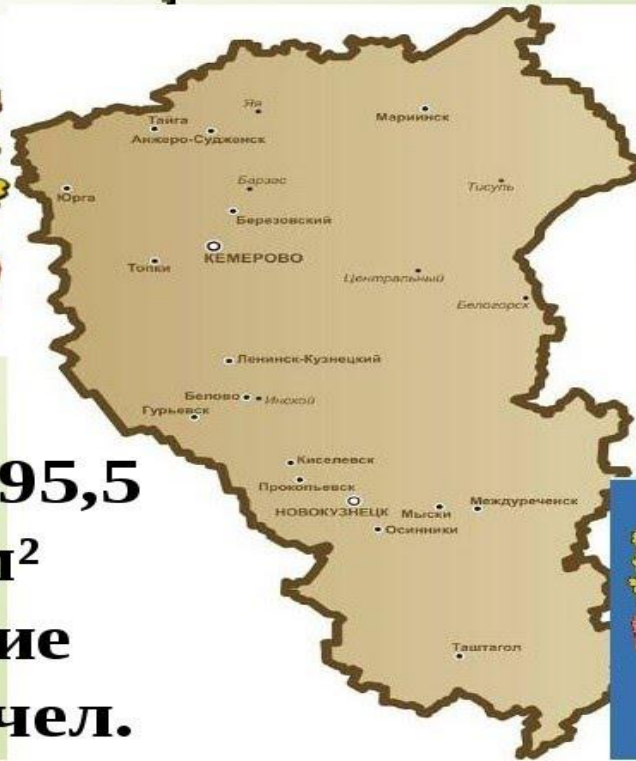 Яя
Мариинск
Тайга
Анжеро-Судженск
Барзас
Тисуль
Юрга
Березовский
КЕМЕРОВО
Топки
Центральный
Белогорск
Ленинск-Кузнецкий
Белово
Инской
Гурьевск
Киселевск
95,5
Прокопьевск
НОВОКУЗНЕЦК
Мыски
Междуреченск
Осинники
²
ие
Таштагол
чел.